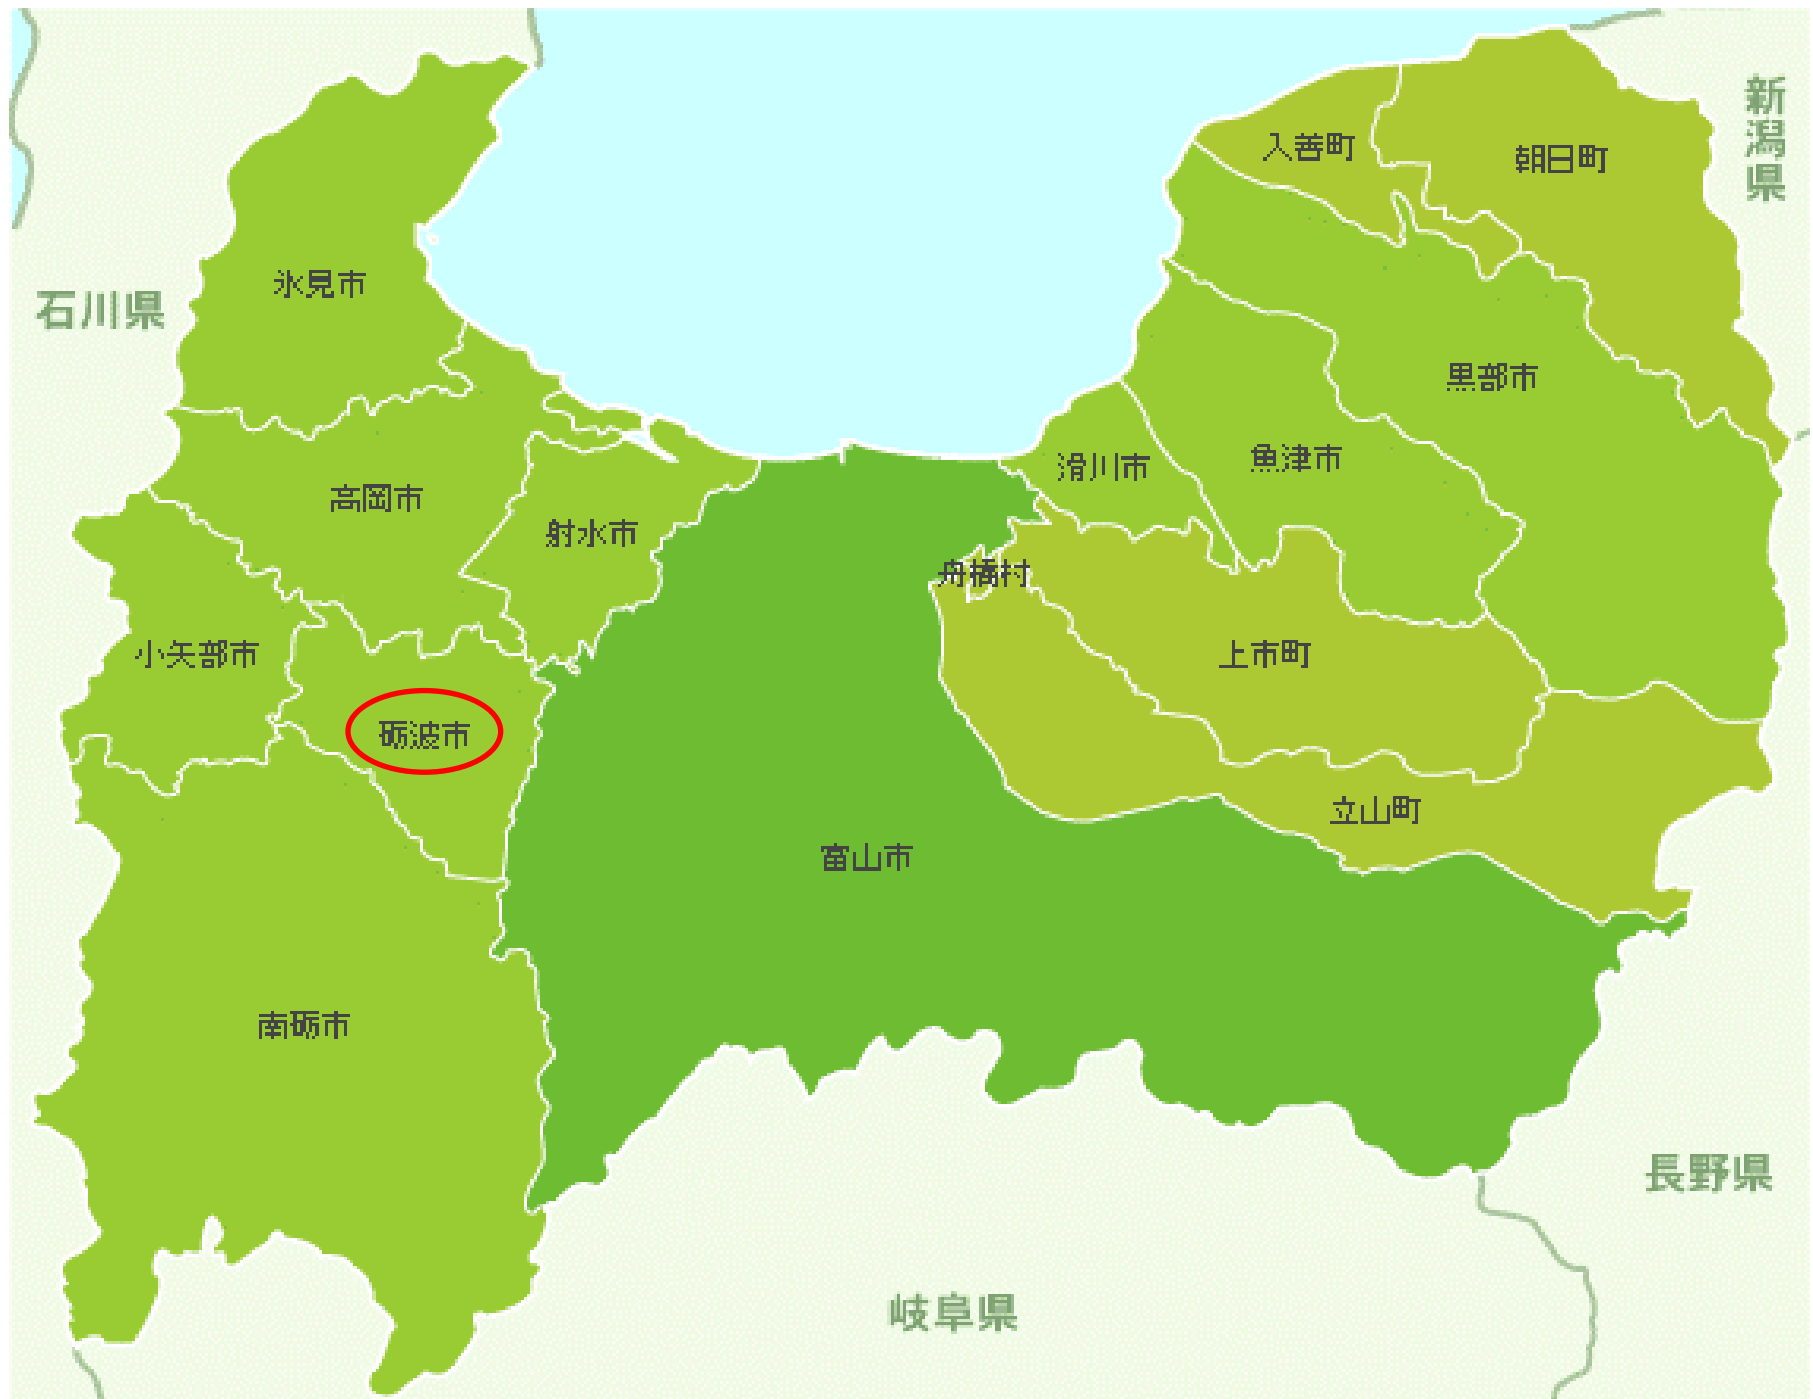 新潟県
入善町
朝日町
氷見市
石川県
黒部市
魚津市
滑川市
高岡市
射水市
舟橋村
小矢部市
上市町
砺波市
立山町
富山市
南砺市
長野県
岐阜県